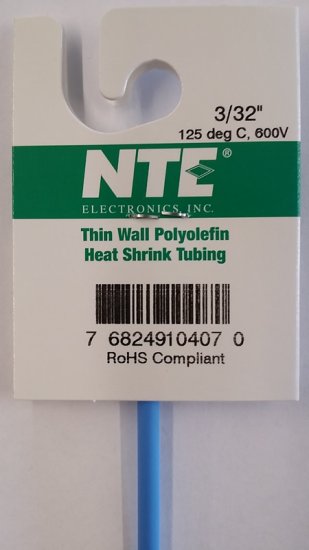 3/32"
125 deg C, 600V
NTE®
ELECTRONICS, INC.
Thin Wall Polyolefin
Heat Shrink Tubing
7 6824910407 0
RoHS Compliant